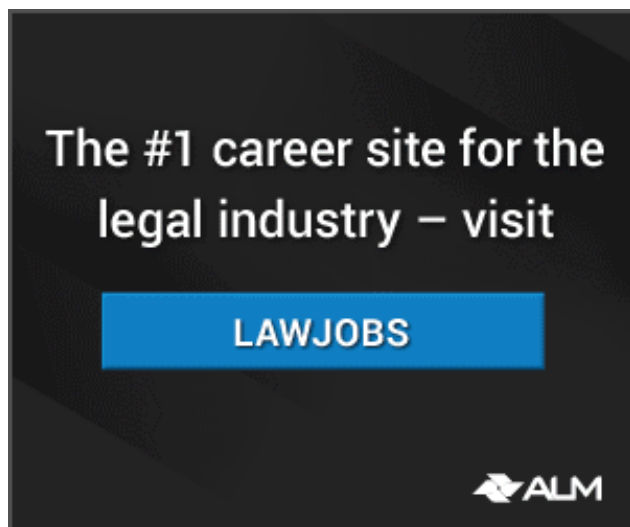 The #1 career site for the
legal industry – visit
LAWJOBS
ALM